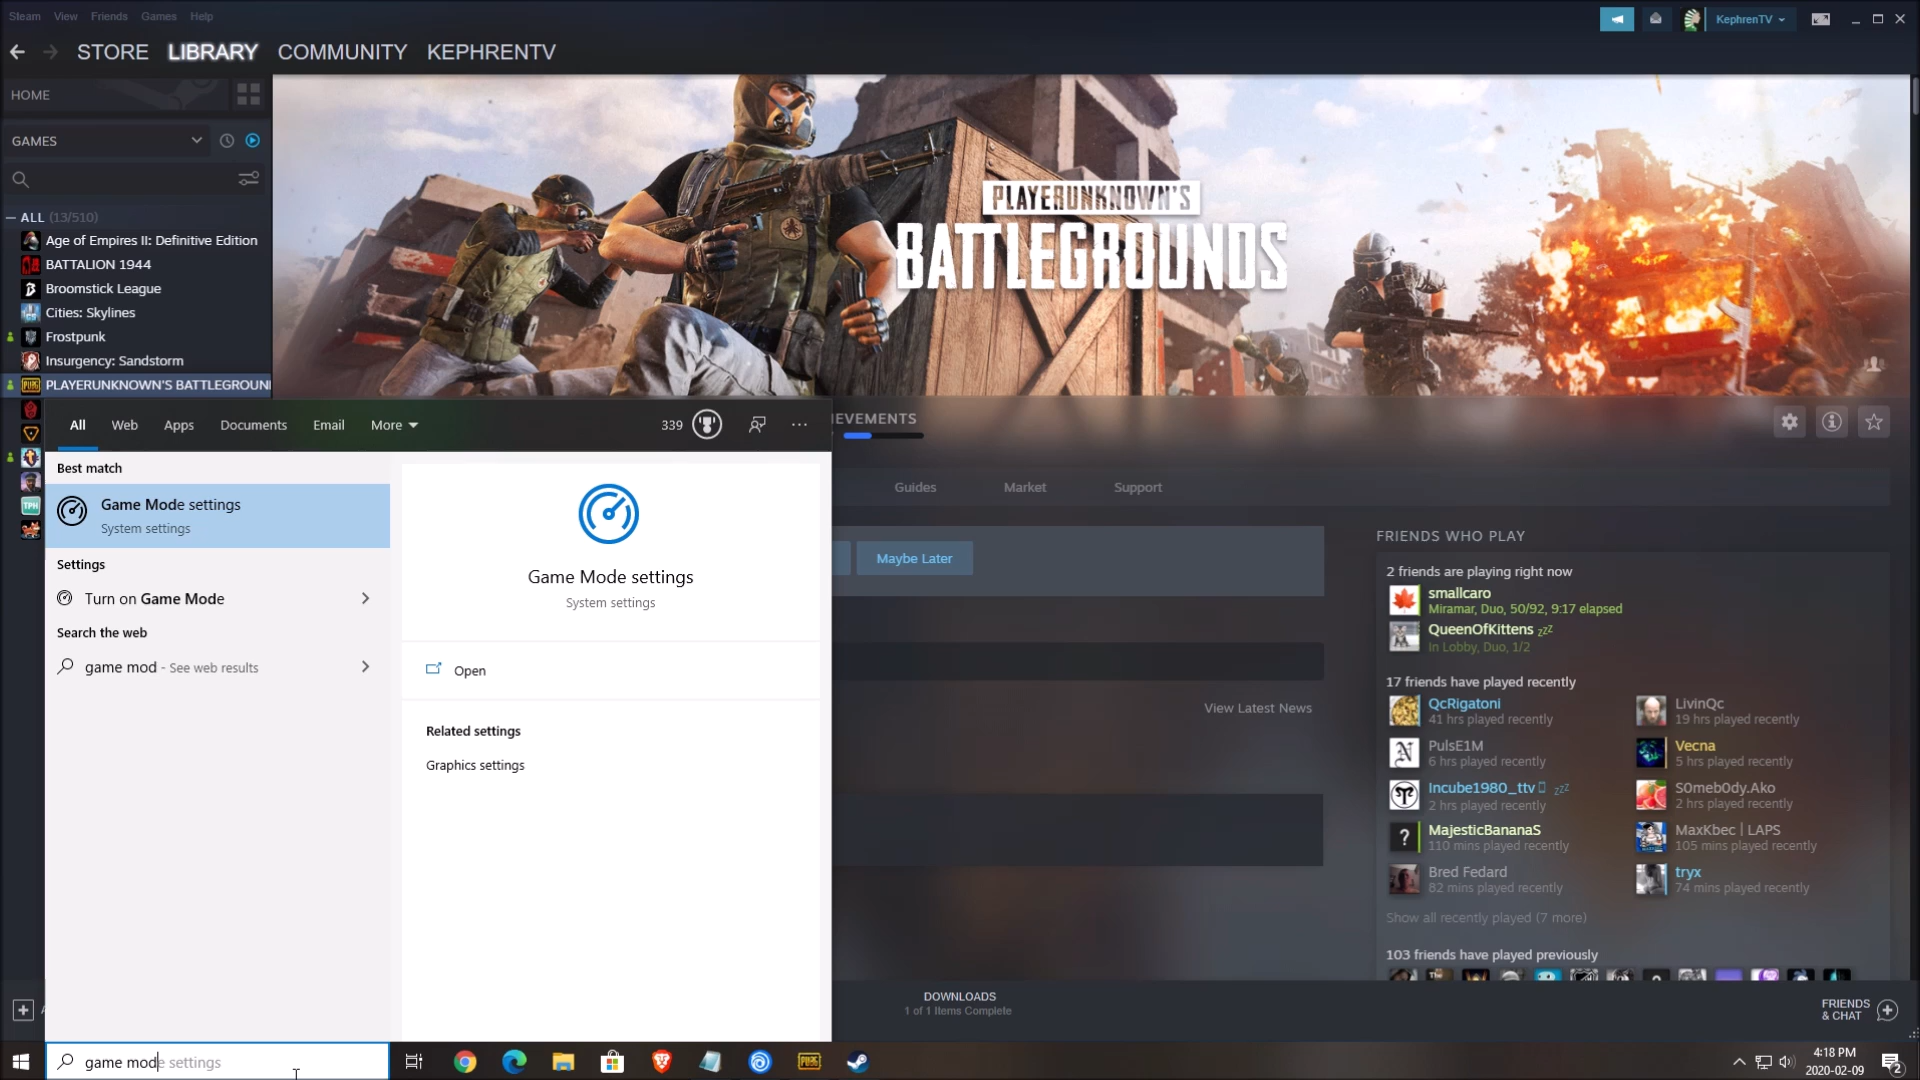 Steam View Friends Games Help
KephrenTV
STORE LIBRARY COMMUNITY KEPHRENTV
HOME
GAMES
ALL (13/510)
Age of Empires II: Definitive Edition
BATTALION 1944
Broomstick League
Cities: Skylines
Frostpunk
Insurgency: Sandstorm
PUBG PLAYERUNKNOWN'S BATTLEGROUN
TPH
PLAYERUNKNOWN'S
BATTLEGROUNDS
All Web Apps Documents Email More
339
Best match
Game Mode settings
System settings
Settings
Turn on Game Mode
Search the web
game mod - See web results
Game Mode settings
System settings
Open
Related settings
Graphics settings
IEVEMENTS
Guides Market Support
Maybe Later
View Latest News
FRIENDS WHO PLAY
2 friends are playing right now
smallcaro
Miramar, Duo, 50/92, 9:17 elapsed
QueenOfKittens zzz
In Lobby, Duo, 1/2
17 friends have played recently
QcRigatoni
41 hrs played recently
LivinQc
19 hrs played recently
PulsE1M
6 hrs played recently
Vecna
5 hrs played recently
Incube1980_ttv zzz
2 hrs played recently
S0meb0dy.Ako
2 hrs played recently
?
MajesticBananaS
110 mins played recently
MaxKbec | LAPS
105 mins played recently
Bred Fedard
82 mins played recently
tryx
74 mins played recently
Show all recently played (7 more)
103 friends have played previously
DOWNLOADS
1 of 1 Items Complete
FRIENDS
& CHAT
game mode settings
PUBG
4:18 PM
2020-02-09
2